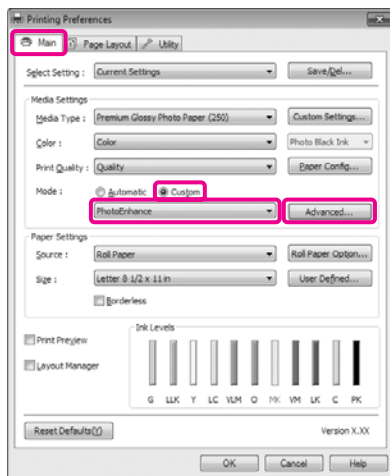 Printing Preferences
Main Page Layout Utility
Select Setting : Current Settings Save/Del...
Media Settings
Media Type : Premium Glossy Photo Paper (250) Custom Settings...
Color : Color Photo Black Ink
Print Quality : Quality Paper Config...
Mode : Automatic Custom
PhotoEnhance Advanced...
Paper Settings
Source : Roll Paper Roll Paper Option...
Size : Letter 8 1/2 x 11 in User Defined...
Borderless
Ink Levels
Print Preview
Layout Manager
G LLK Y LC VLM O MK VM LK C PK
Reset Defaults(Y) Version X.XX
OK Cancel Help